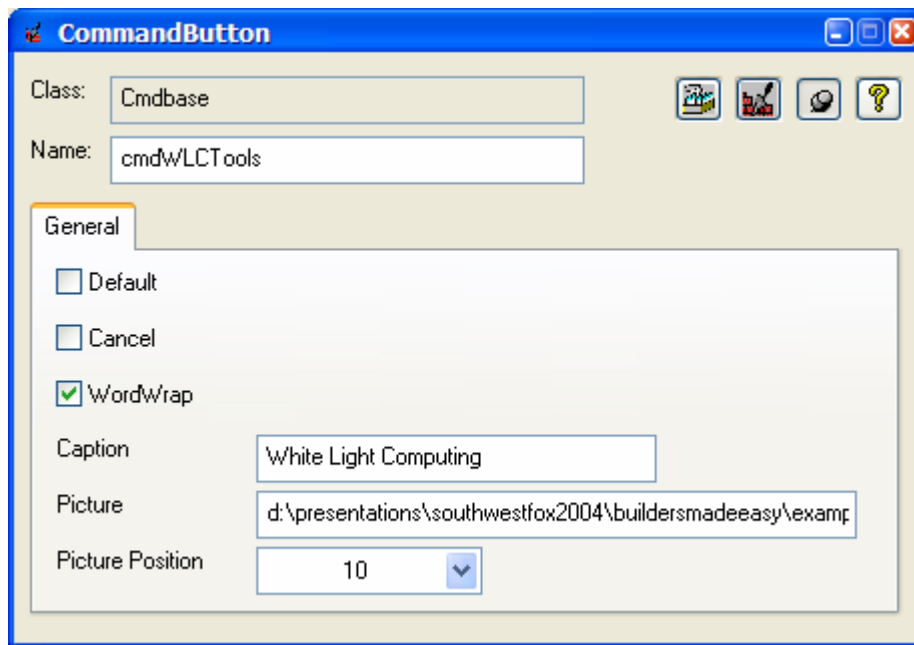 CommandButton
Class: Cmdbase
Name: cmdWLCTools
General
Default
Cancel
WordWrap
Caption White Light Computing
Picture d:\presentations\southwestfox2004\buildersmadeeasy\examp
Picture Position 10